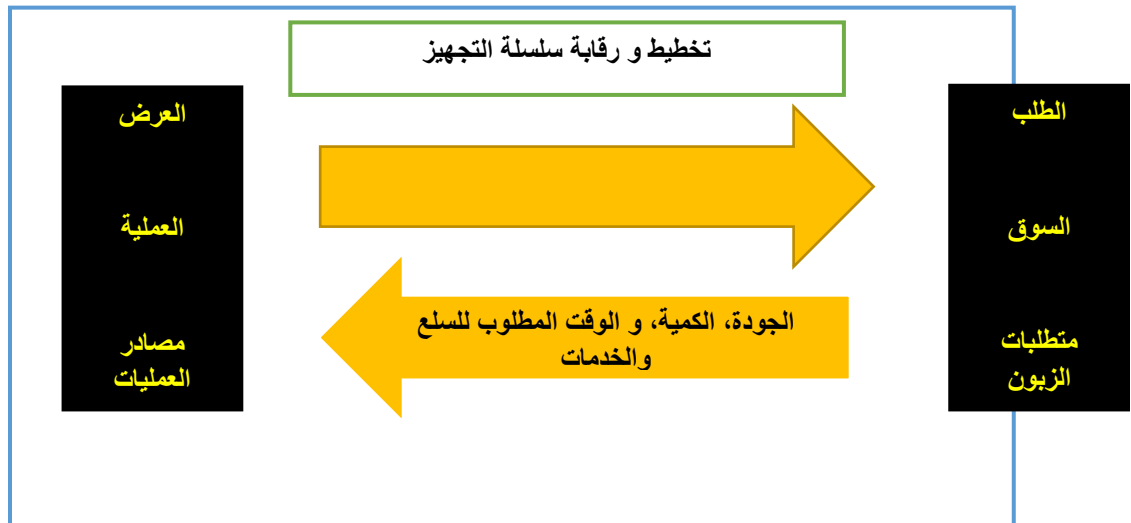 تخطيط و رقابة سلسلة التجهيز
الطلب
السوق
متطلبات
الزبون
الجودة، الكمية، و الوقت المطلوب للسلع
والخدمات
العرض
العملية
مصادر
العمليات